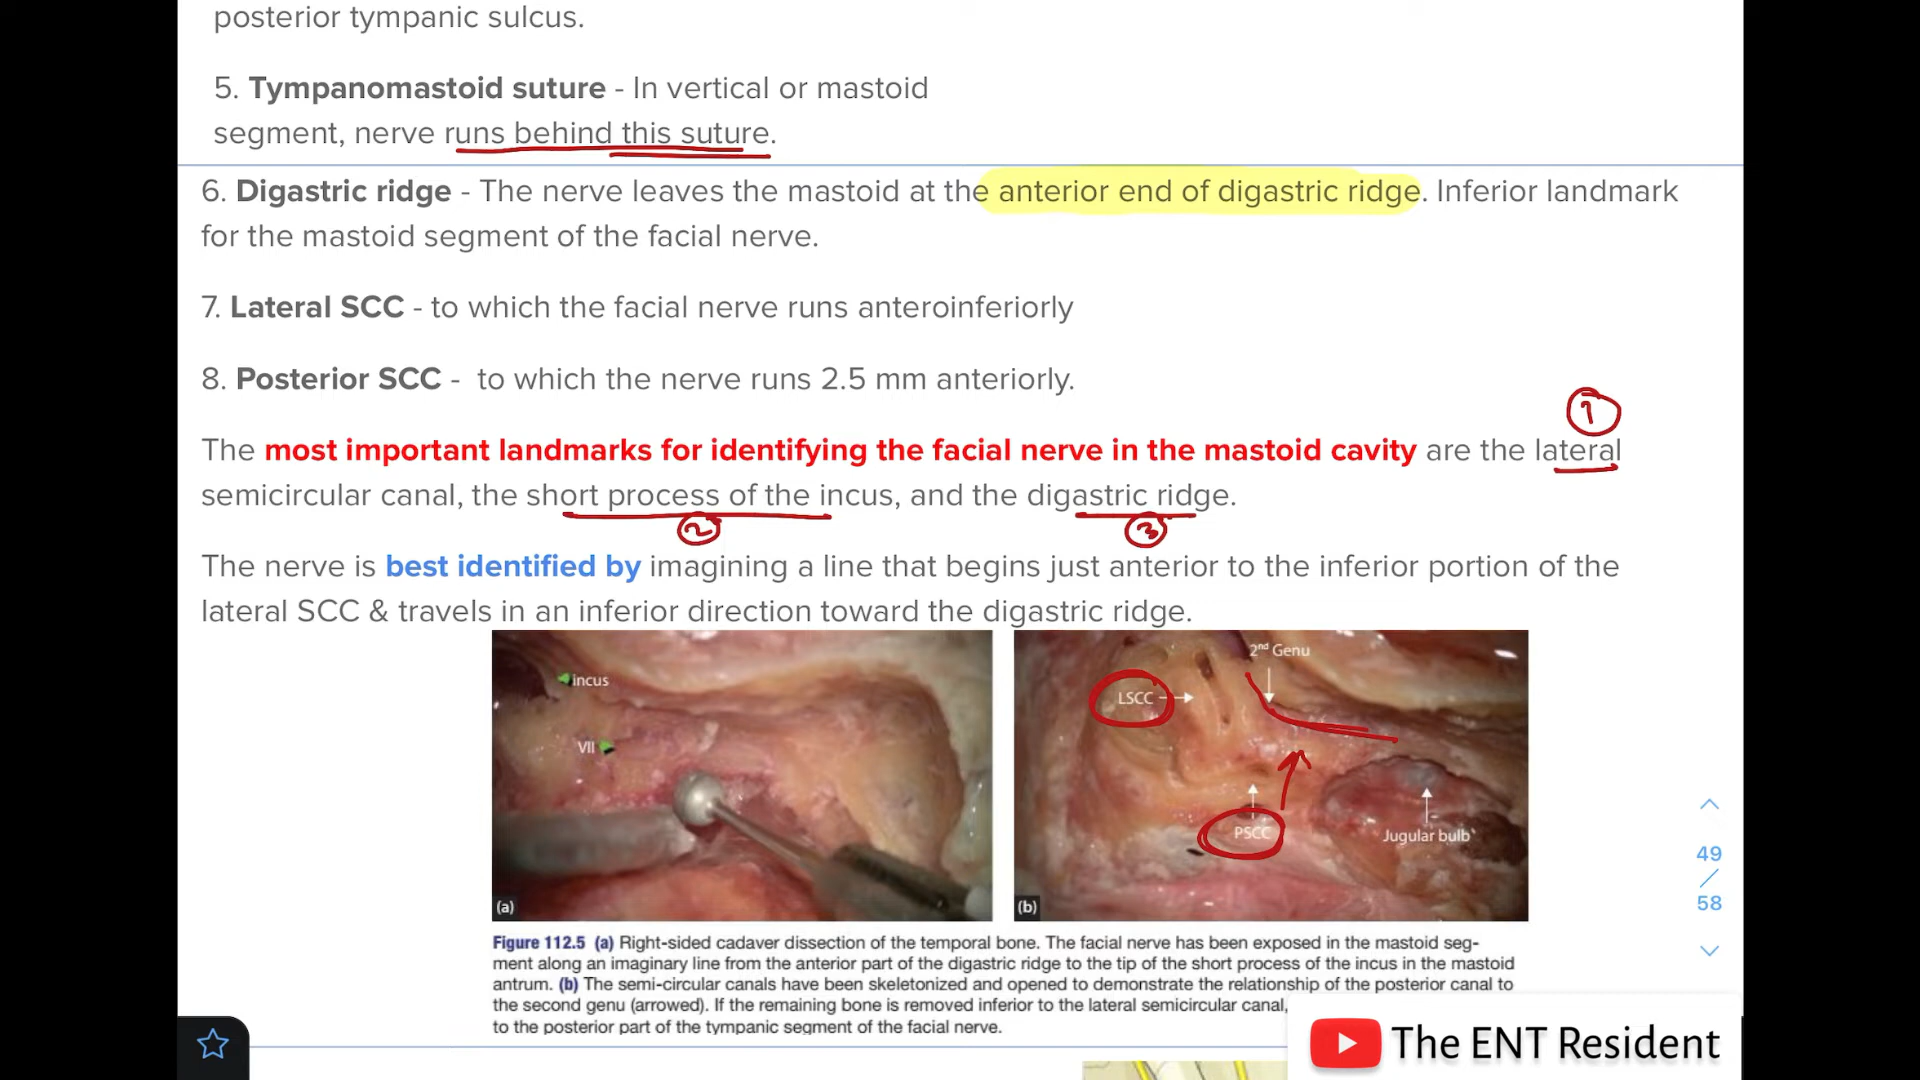 posterior tympanic sulcus.
5. Tympanomastoid suture - In vertical or mastoid
segment, nerve runs behind this suture.
6. Digastric ridge - The nerve leaves the mastoid at the anterior end of digastric ridge. Inferior landmark
for the mastoid segment of the facial nerve.
7. Lateral SCC - to which the facial nerve runs anteroinferiorly
8. Posterior SCC - to which the nerve runs 2.5 mm anteriorly.
1
The most important landmarks for identifying the facial nerve in the mastoid cavity are the lateral
semicircular canal, the short process of the incus, and the digastric ridge.
2 3
The nerve is best identified by imagining a line that begins just anterior to the inferior portion of the
lateral SCC & travels in an inferior direction toward the digastric ridge.
incus
VII
(a)
2nd Genu
LSCC
PSCC
Jugular bulb
(b)
49
/
58
Figure 112.5 (a) Right-sided cadaver dissection of the temporal bone. The facial nerve has been exposed in the mastoid seg-
ment along an imaginary line from the anterior part of the digastric ridge to the tip of the short process of the incus in the mastoid
antrum. (b) The semi-circular canals have been skeletonized and opened to demonstrate the relationship of the posterior canal to
the second genu (arrowed). If the remaining bone is removed inferior to the lateral semicircular canal,
to the posterior part of the tympanic segment of the facial nerve.
The ENT Resident